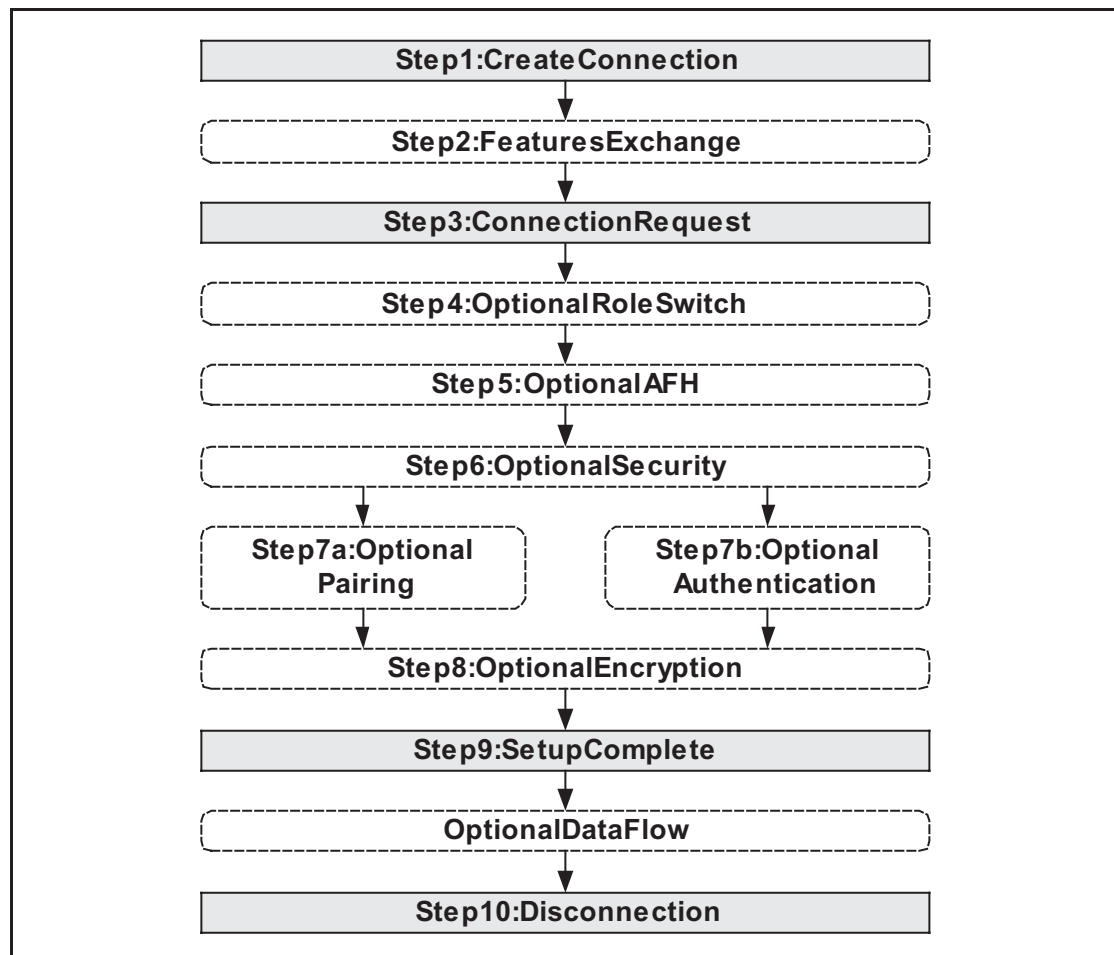 Step1:CreateConnection
Step2:FeaturesExchange
Step3:ConnectionRequest
Step4:OptionalRoleSwitch
Step5:OptionalAFH
Step6:OptionalSecurity
Step7a:Optional
Pairing
Step7b:Optional
Authentication
Step8:OptionalEncryption
Step9:SetupComplete
OptionalDataFlow
Step10:Disconnection